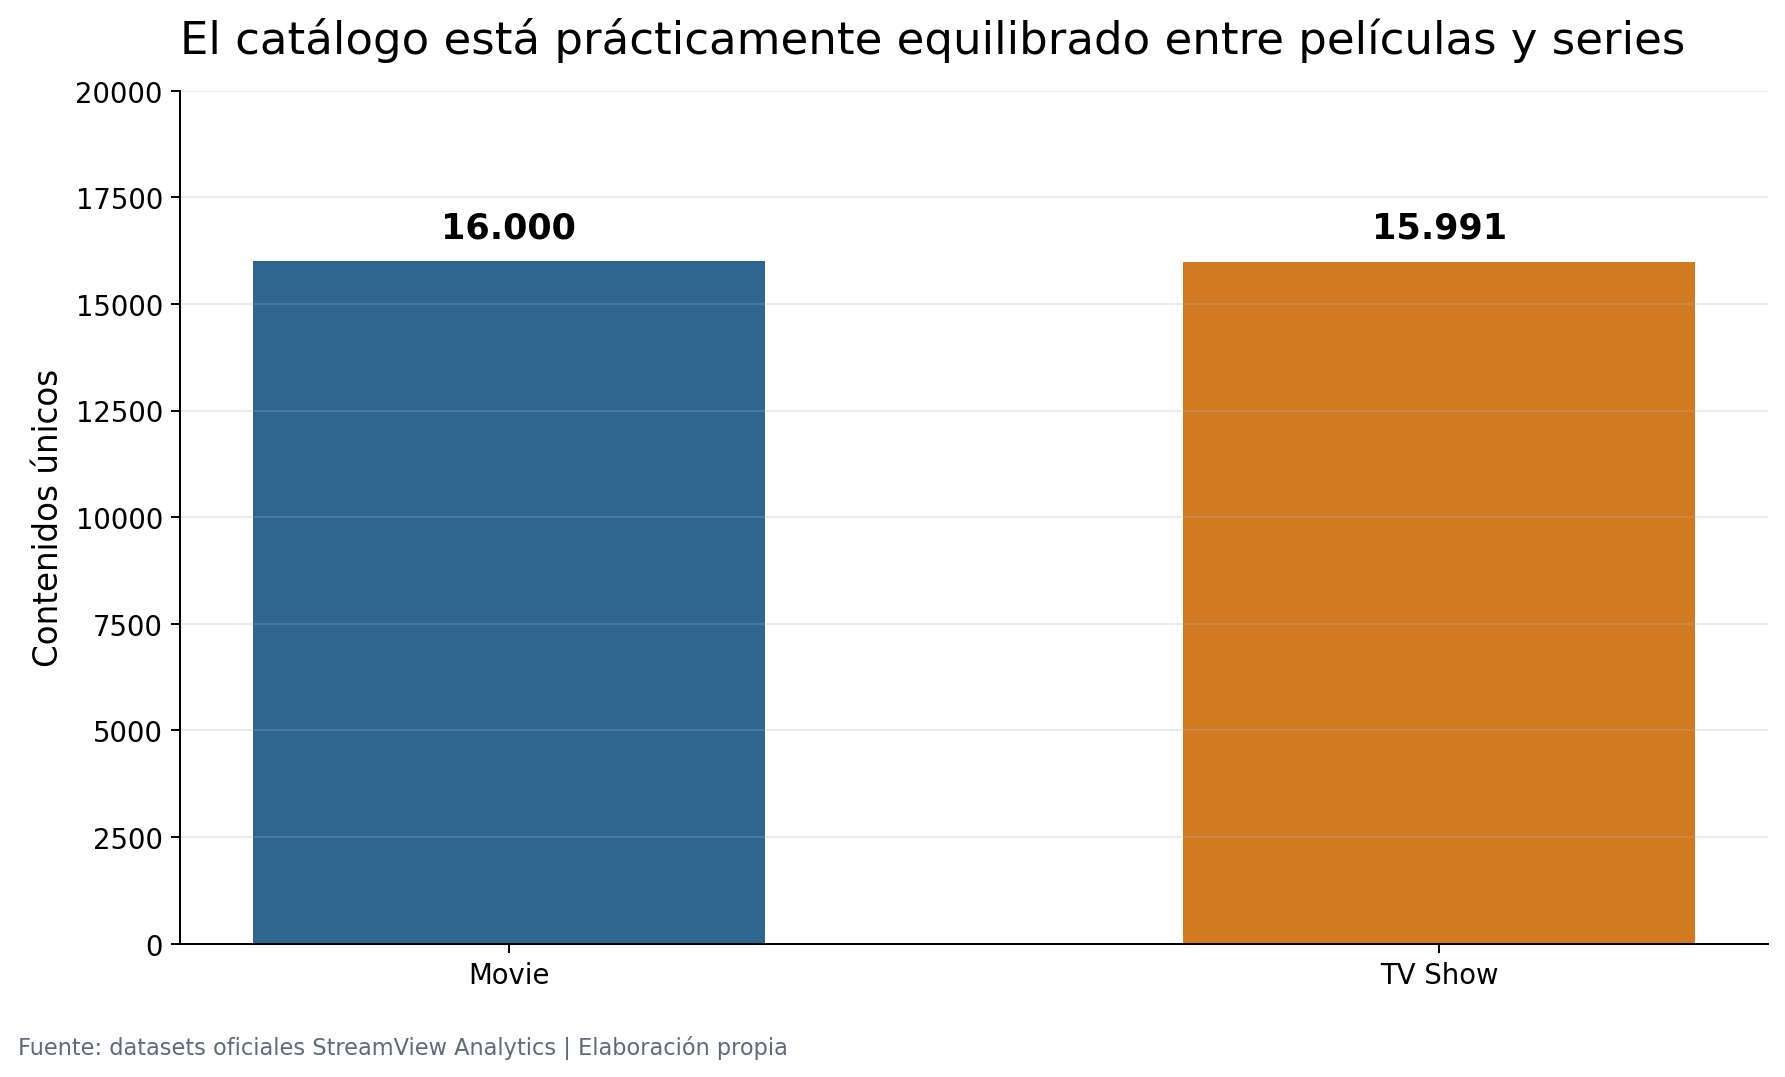 El catálogo está prácticamente equilibrado entre películas y series
20000
17500
15000
12500
10000
7500
5000
2500
0
Contenidos únicos
16.000
15.991
Movie
TV Show
Fuente: datasets oficiales StreamView Analytics | Elaboración propia